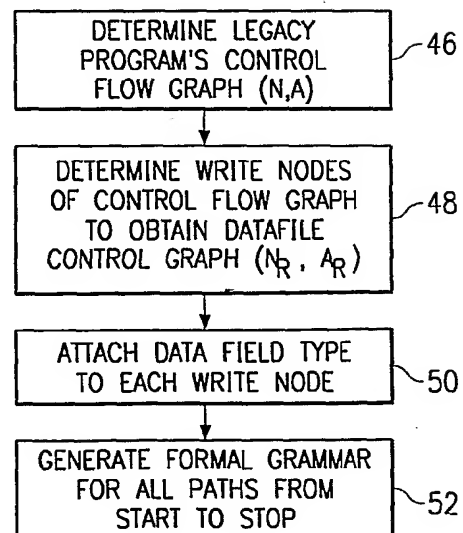 DETERMINE LEGACY
PROGRAM'S CONTROL
FLOW GRAPH (N,A)
46
DETERMINE WRITE NODES
OF CONTROL FLOW GRAPH
TO OBTAIN DATAFILE
CONTROL GRAPH (NR , AR)
48
ATTACH DATA FIELD TYPE
TO EACH WRITE NODE
50
GENERATE FORMAL GRAMMAR
FOR ALL PATHS FROM
START TO STOP
52